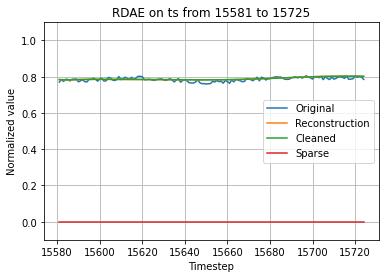 RDAE on ts from 15581 to 15725
Normalized value
1.0
0.8
0.6
0.4
0.2
0.0
Original
Reconstruction
Cleaned
Sparse
15580 15600 15620 15640 15660 15680 15700 15720
Timestep